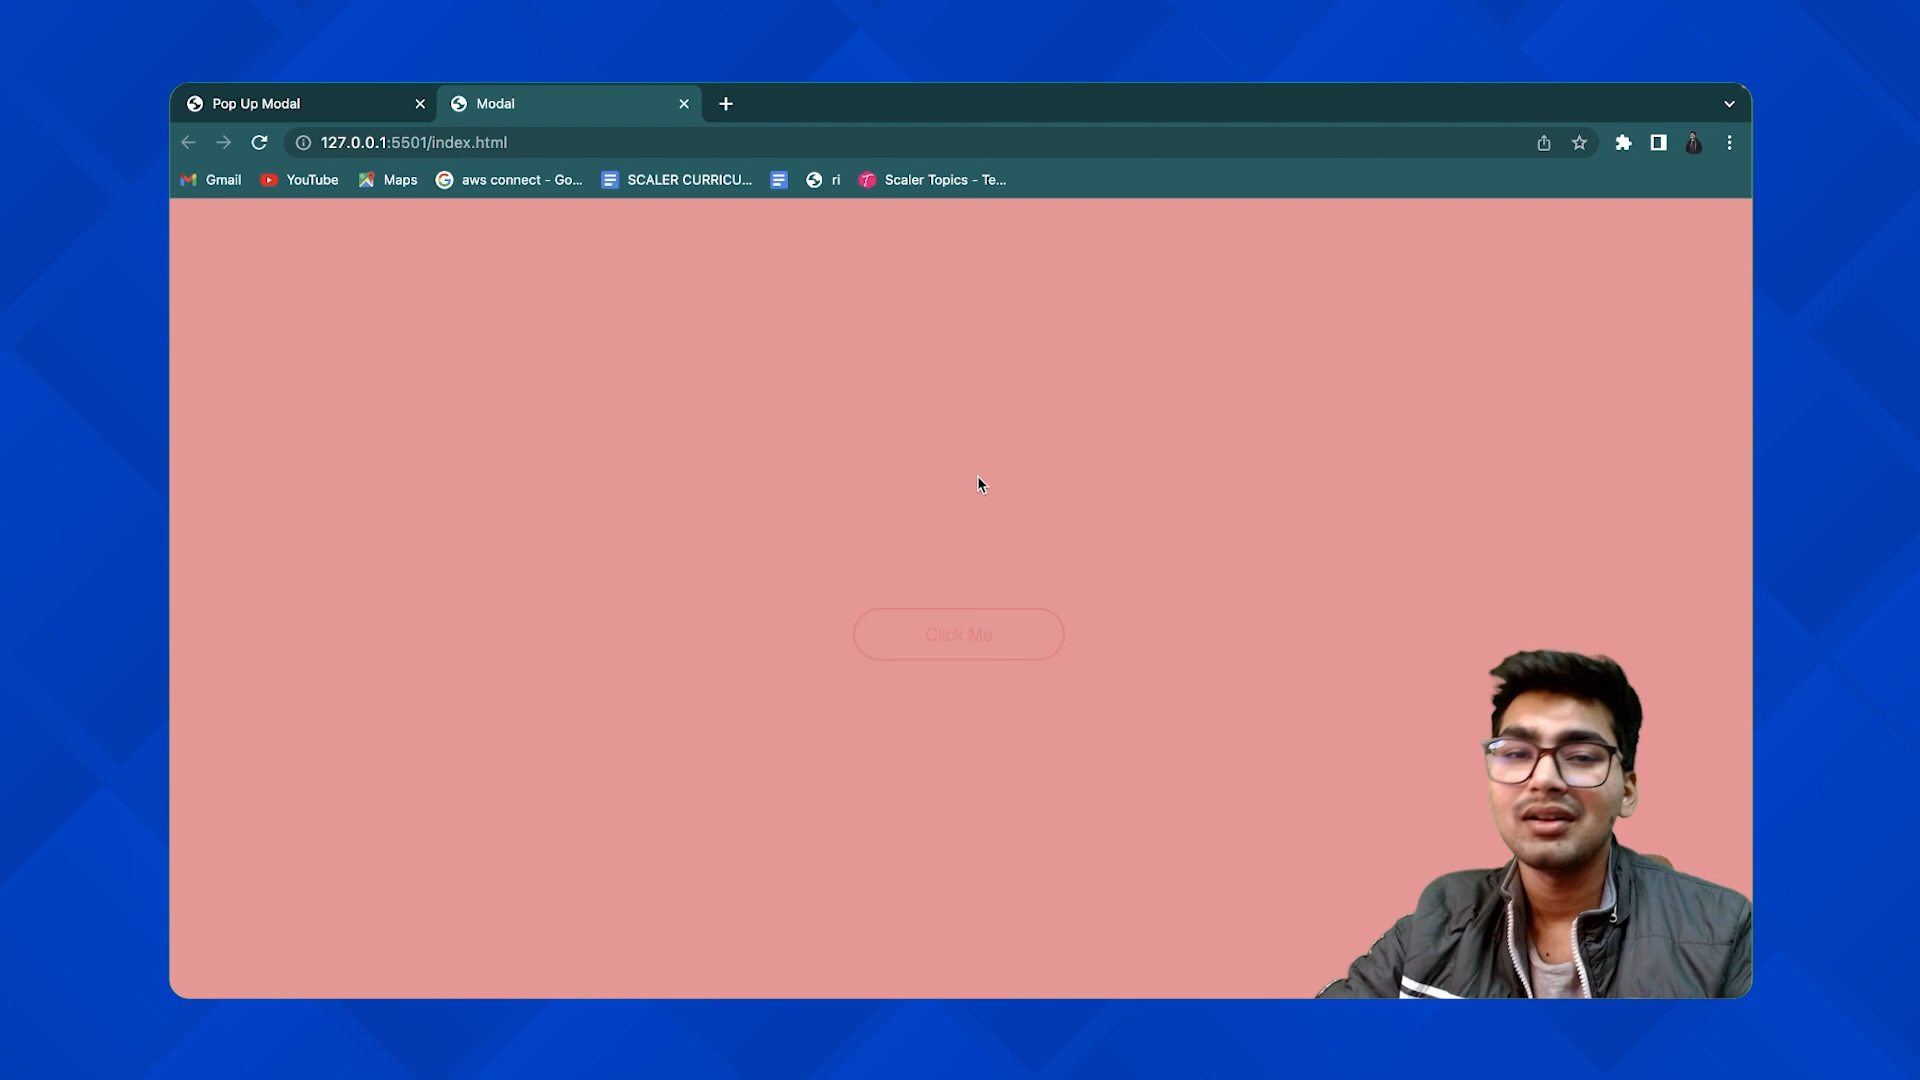 Pop Up Modal
Modal
127.0.0.1:5501/index.html
Gmail
YouTube
Maps
aws connect - Go...
SCALER CURRICU...
ri
Scaler Topics - Te...
Click Me